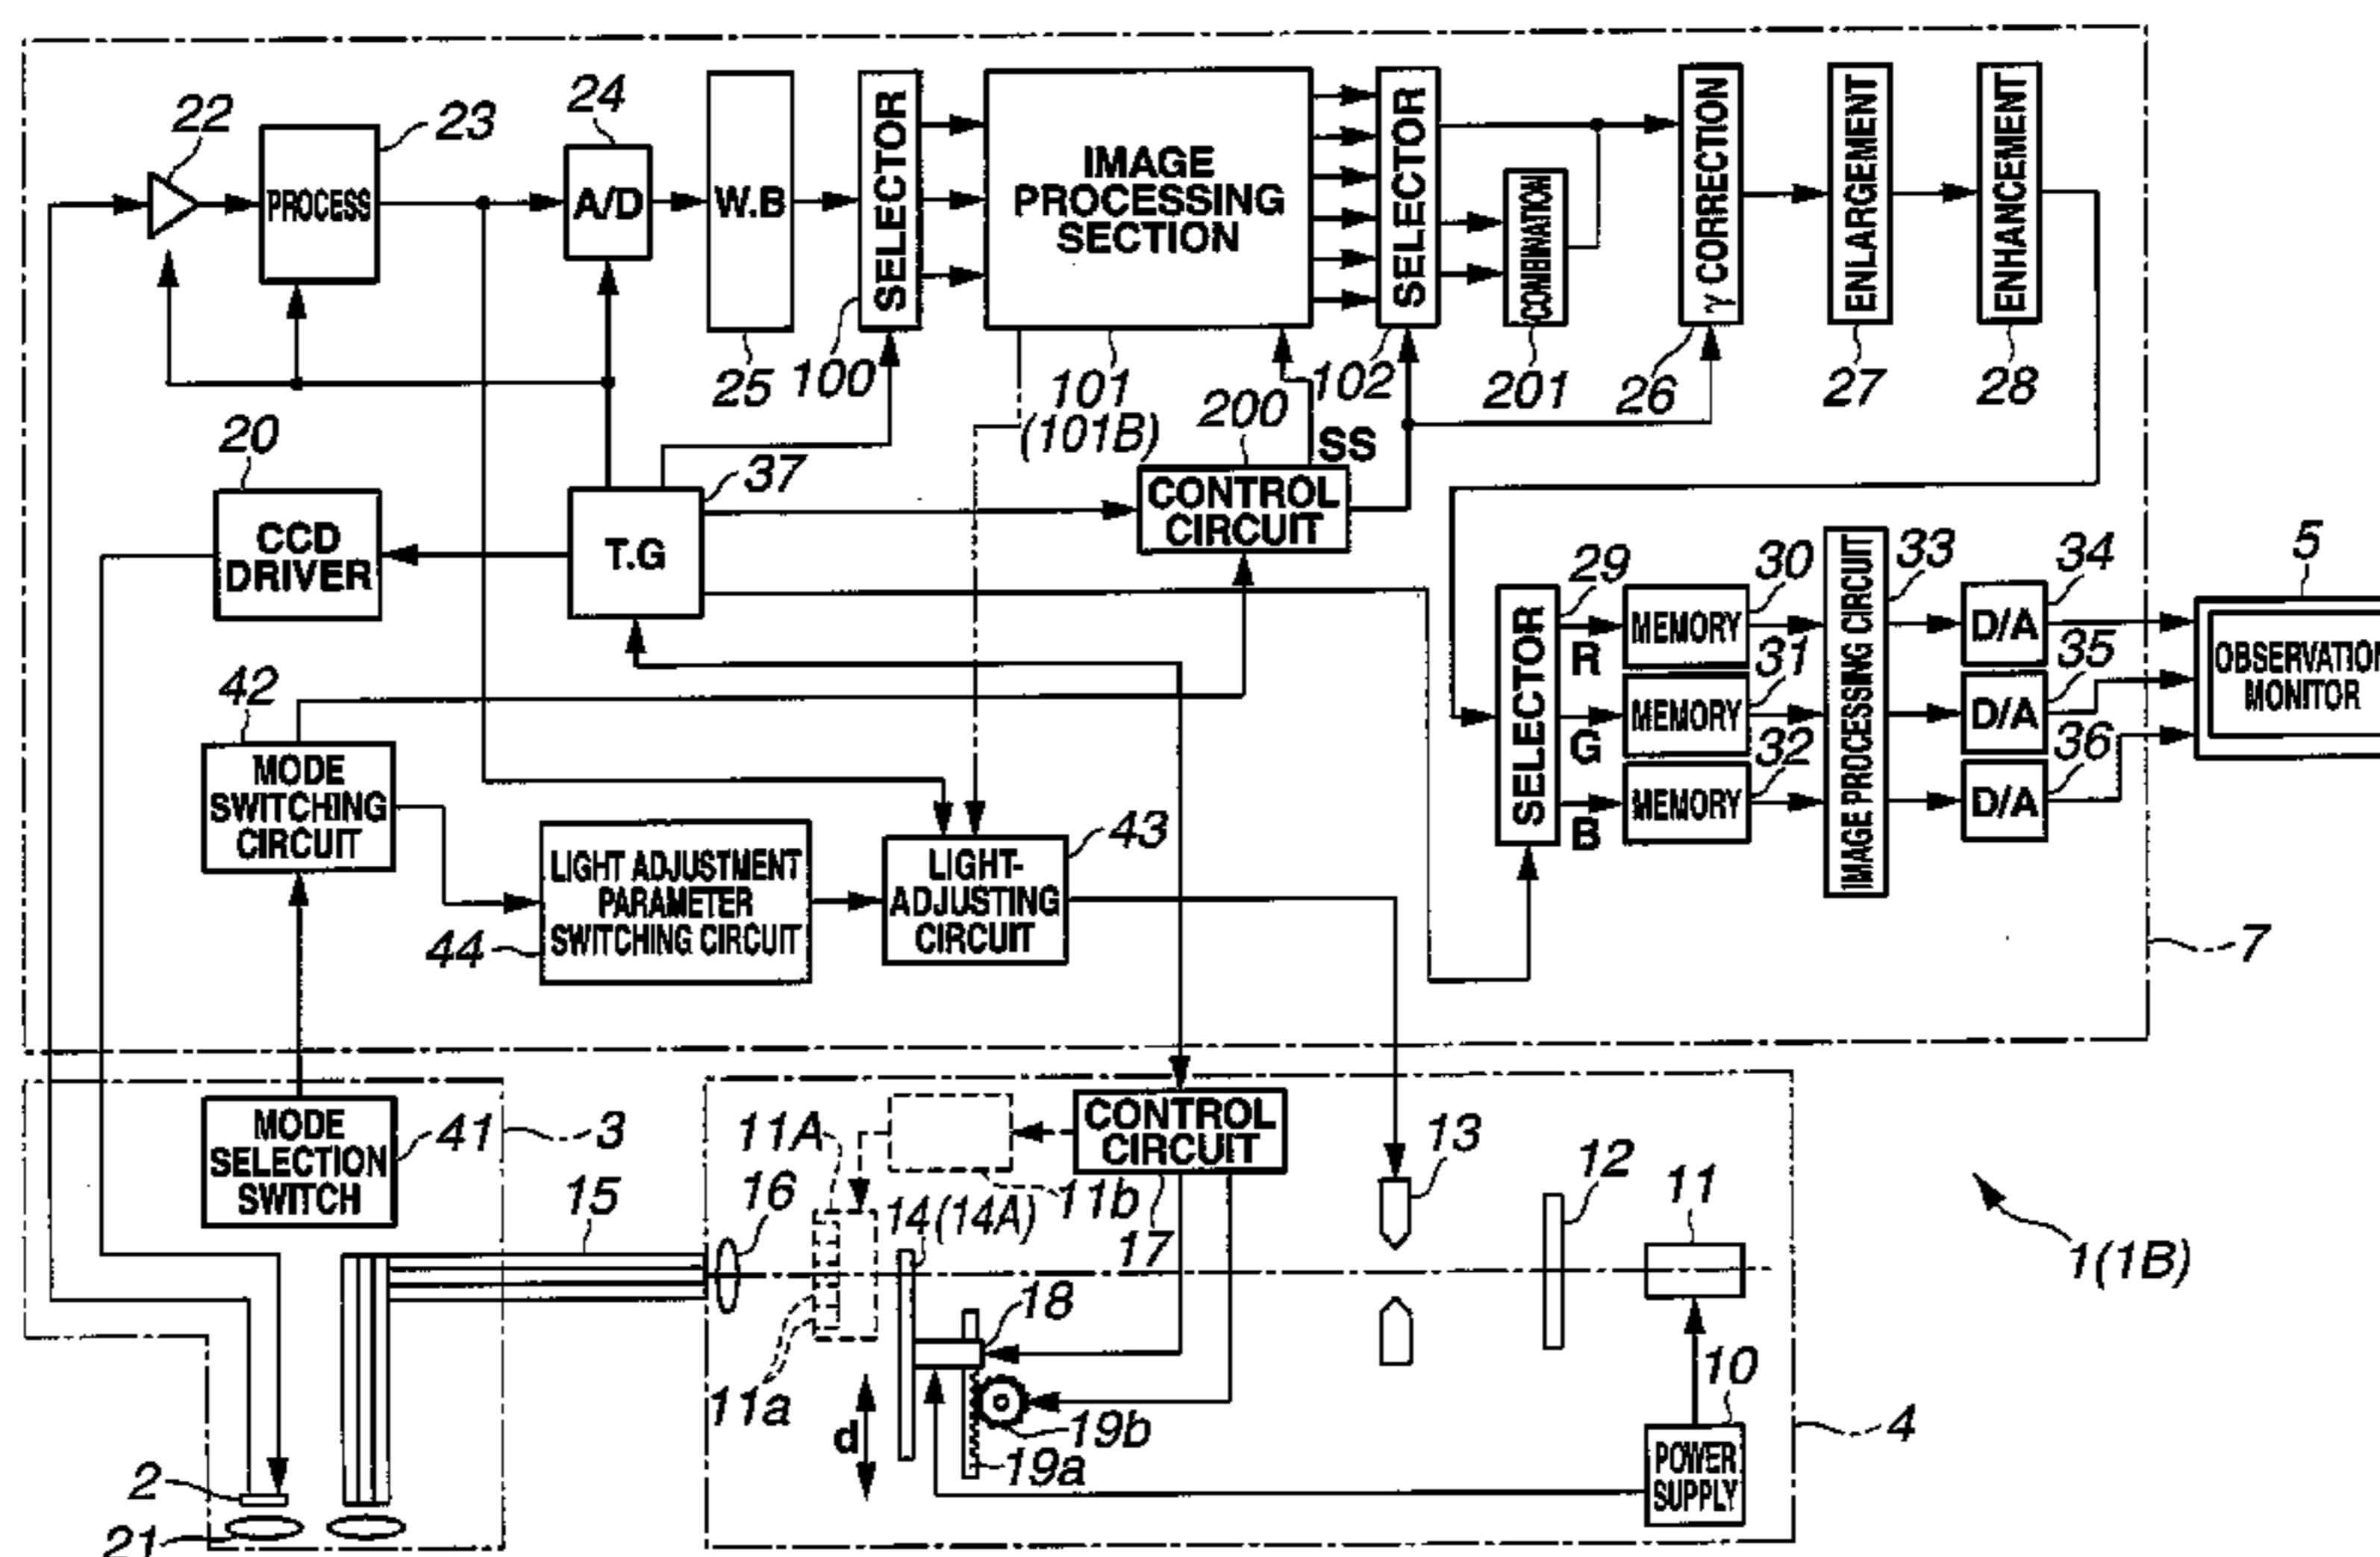 22
23
24
PROCESS
A/D
W.B
SELECTOR
IMAGE
PROCESSING
SECTION
SELECTOR
COMBINATION
γ CORRECTION
ENLARGEMENT
ENHANCEMENT
25
100
101
(101B)
102
200
SS
201
26
27
28
20
CCD
DRIVER
37
T.G
CONTROL
CIRCUIT
29
SELECTOR
R
G
B
30
MEMORY
31
MEMORY
32
MEMORY
33
IMAGE PROCESSING CIRCUIT
34
D/A
35
D/A
36
D/A
5
OBSERVATION
MONITOR
42
MODE
SWITCHING
CIRCUIT
44
LIGHT ADJUSTMENT
PARAMETER
SWITCHING CIRCUIT
43
LIGHT-
ADJUSTING
CIRCUIT
7
MODE
SELECTION
SWITCH
41
3
15
16
11A
11a
14(14A)
11b
CONTROL
CIRCUIT
17
18
19b
19a
d
13
12
11
10
POWER
SUPPLY
4
1(1B)
2
21